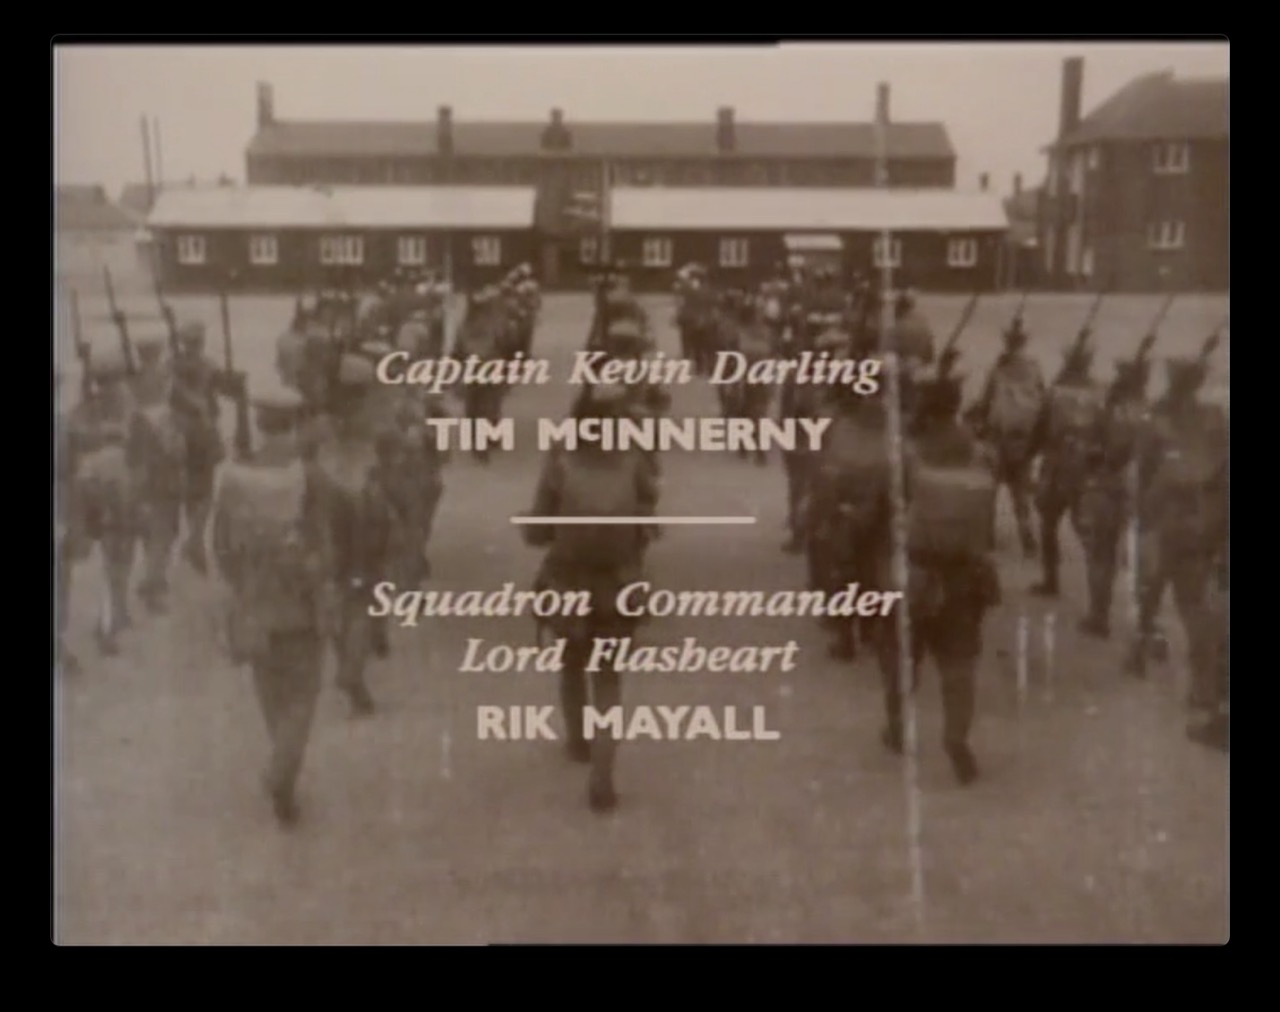 Captain Kevin Darling
TIM McINNERNY
Squadron Commander
Lord Flasheart
RIK MAYALL